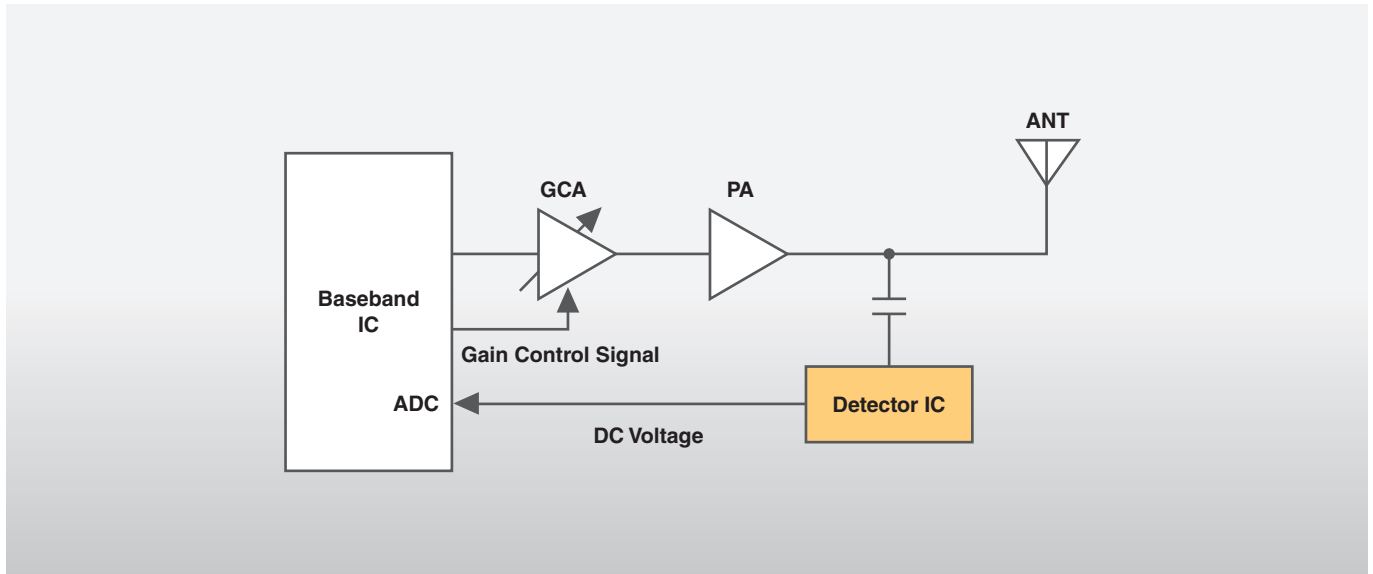 ANT
GCA
PA
Baseband
IC
Gain Control Signal
ADC
Detector IC
DC Voltage